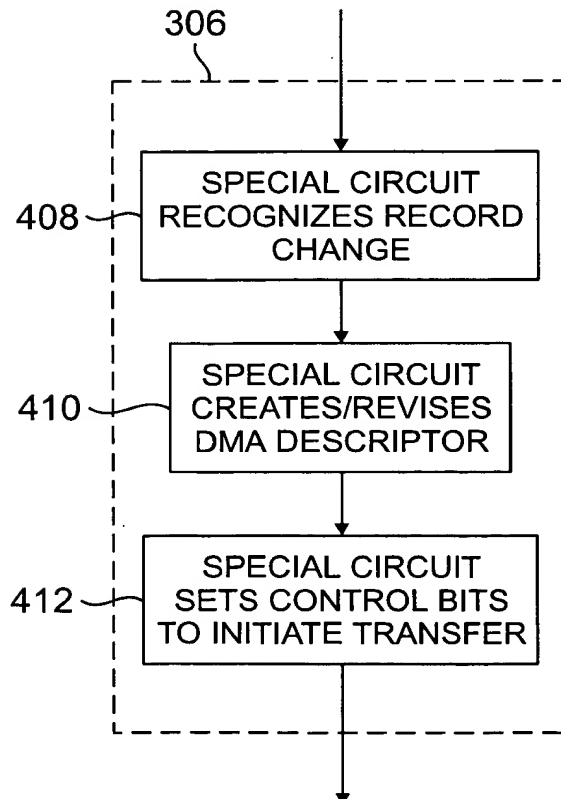 306
408
SPECIAL CIRCUIT
RECOGNIZES RECORD
CHANGE
410
SPECIAL CIRCUIT
CREATES/REVISES
DMA DESCRIPTOR
412
SPECIAL CIRCUIT
SETS CONTROL BITS
TO INITIATE TRANSFER